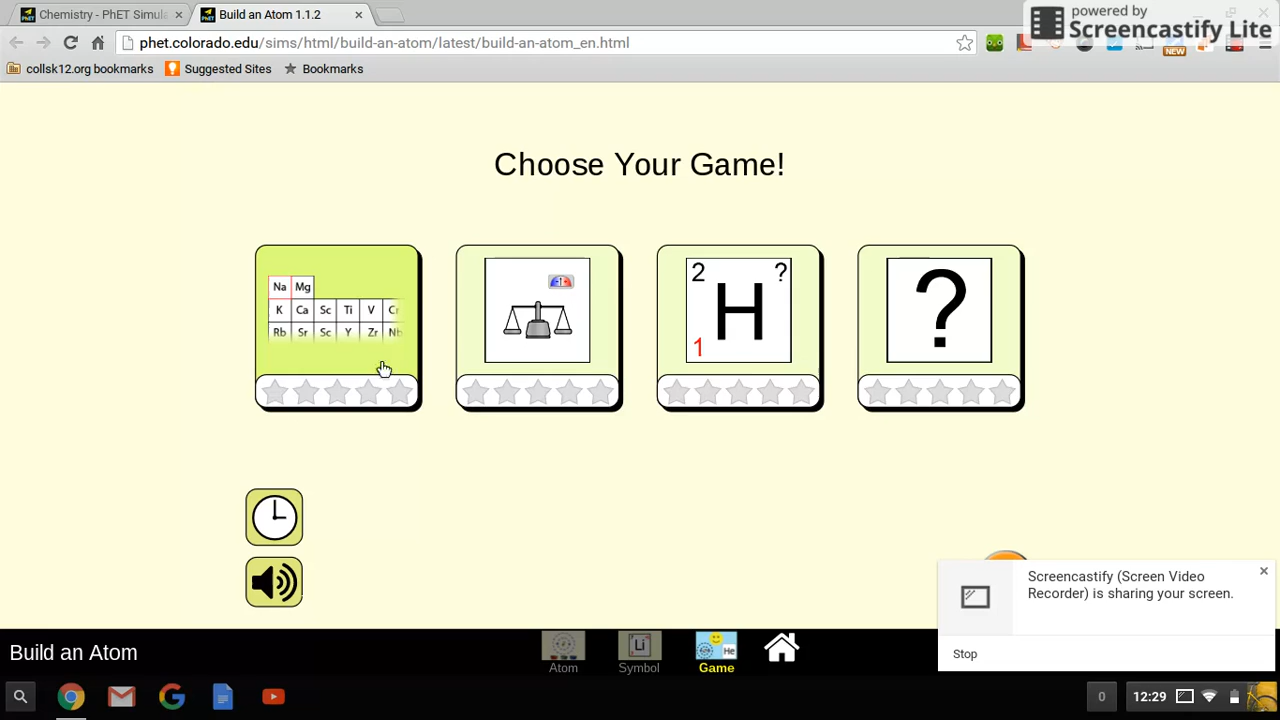 Chemistry - PhET Simula
Build an Atom 1.1.2
powered by
Screencastify Lite
phet.colorado.edu/sims/html/build-an-atom/latest/build-an-atom_en.html
NEW
collsk12.org bookmarks
Suggested Sites
Bookmarks
Choose Your Game!
Na Mg
K Ca Sc Ti V Cr
Rb Sr Sc Y Zr Nb
2 ?
H
1
?
Screencastify (Screen Video
Recorder) is sharing your screen.
Stop
Build an Atom
Li
He
Atom
Symbol
Game
0
12:29